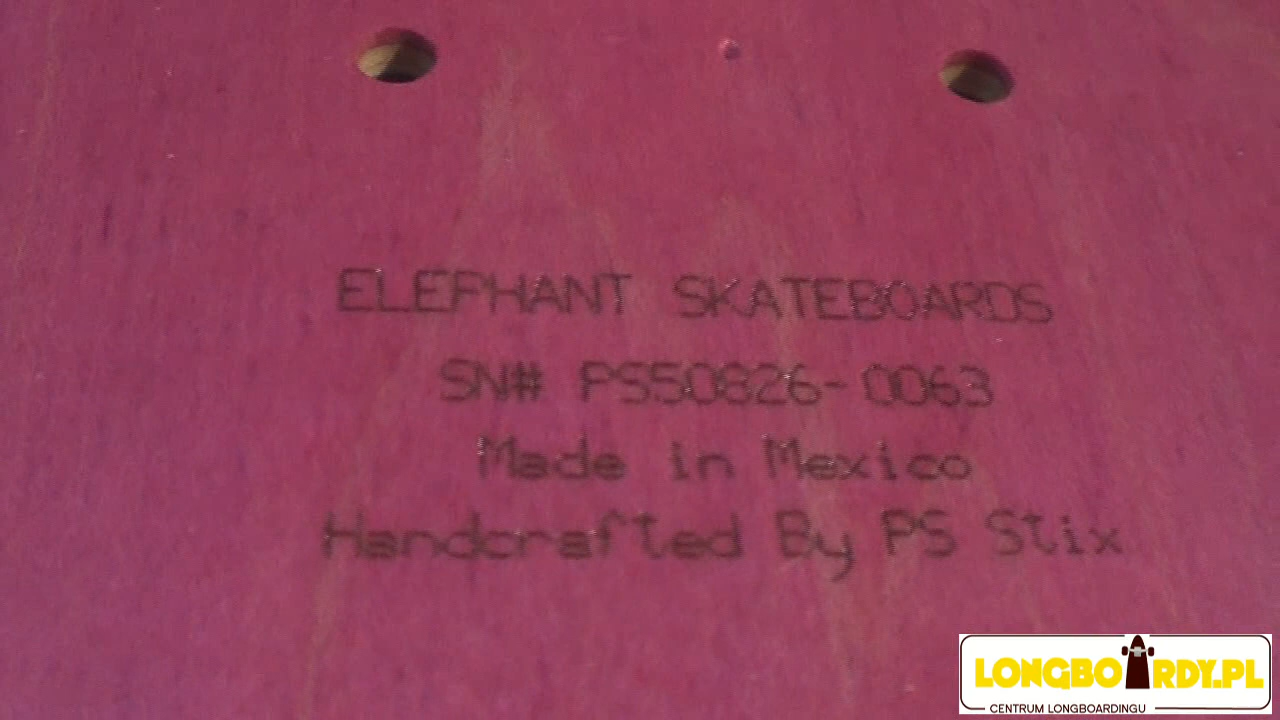 ELEPHANT SKATEBOARDS
SN# PS50826-0063
Made in Mexico
Handcrafted By PS Stix
LONGBOARDY.PL
CENTRUM LONGBOARDINGU